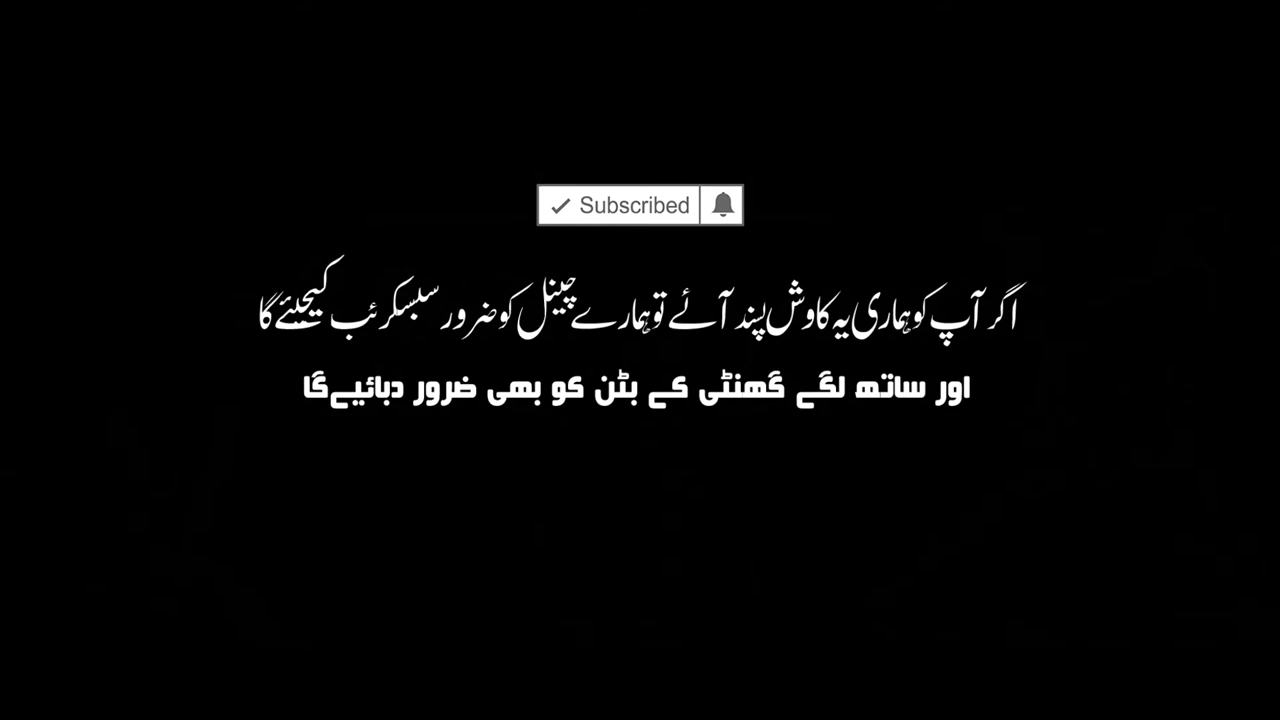 Subscribed
اگر آپ کو ہماری یہ کاوش پسند آئے تو ہمارے چینل کو ضرور سبسکرئب کیجیئے گا
اور ساتھ لگے گھنٹی کے بٹن کو بھی ضرور دبائیے گا